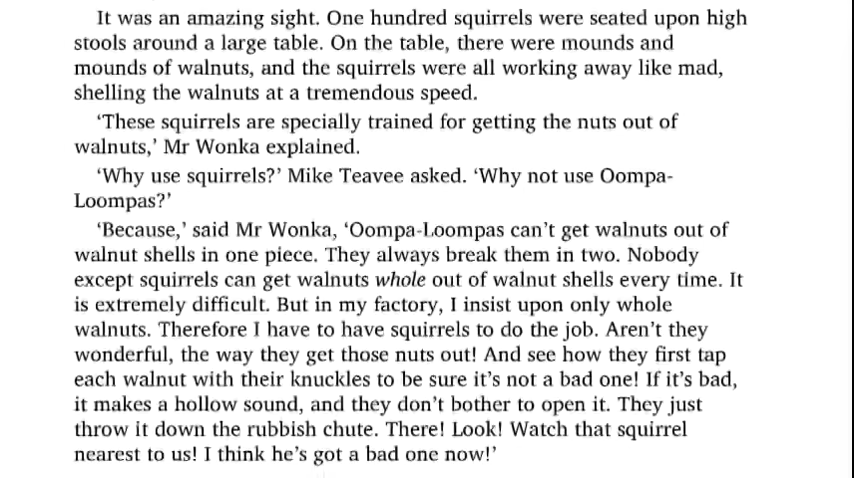 It was an amazing sight. One hundred squirrels were seated upon high
stools around a large table. On the table, there were mounds and
mounds of walnuts, and the squirrels were all working away like mad,
shelling the walnuts at a tremendous speed.
‘These squirrels are specially trained for getting the nuts out of
walnuts,’ Mr Wonka explained.
‘Why use squirrels?’ Mike Teavee asked. ‘Why not use Oompa-
Loompas?’
‘Because,’ said Mr Wonka, ‘Oompa-Loompas can’t get walnuts out of
walnut shells in one piece. They always break them in two. Nobody
except squirrels can get walnuts whole out of walnut shells every time. It
is extremely difficult. But in my factory, I insist upon only whole
walnuts. Therefore I have to have squirrels to do the job. Aren’t they
wonderful, the way they get those nuts out! And see how they first tap
each walnut with their knuckles to be sure it’s not a bad one! If it’s bad,
it makes a hollow sound, and they don’t bother to open it. They just
throw it down the rubbish chute. There! Look! Watch that squirrel
nearest to us! I think he’s got a bad one now!’